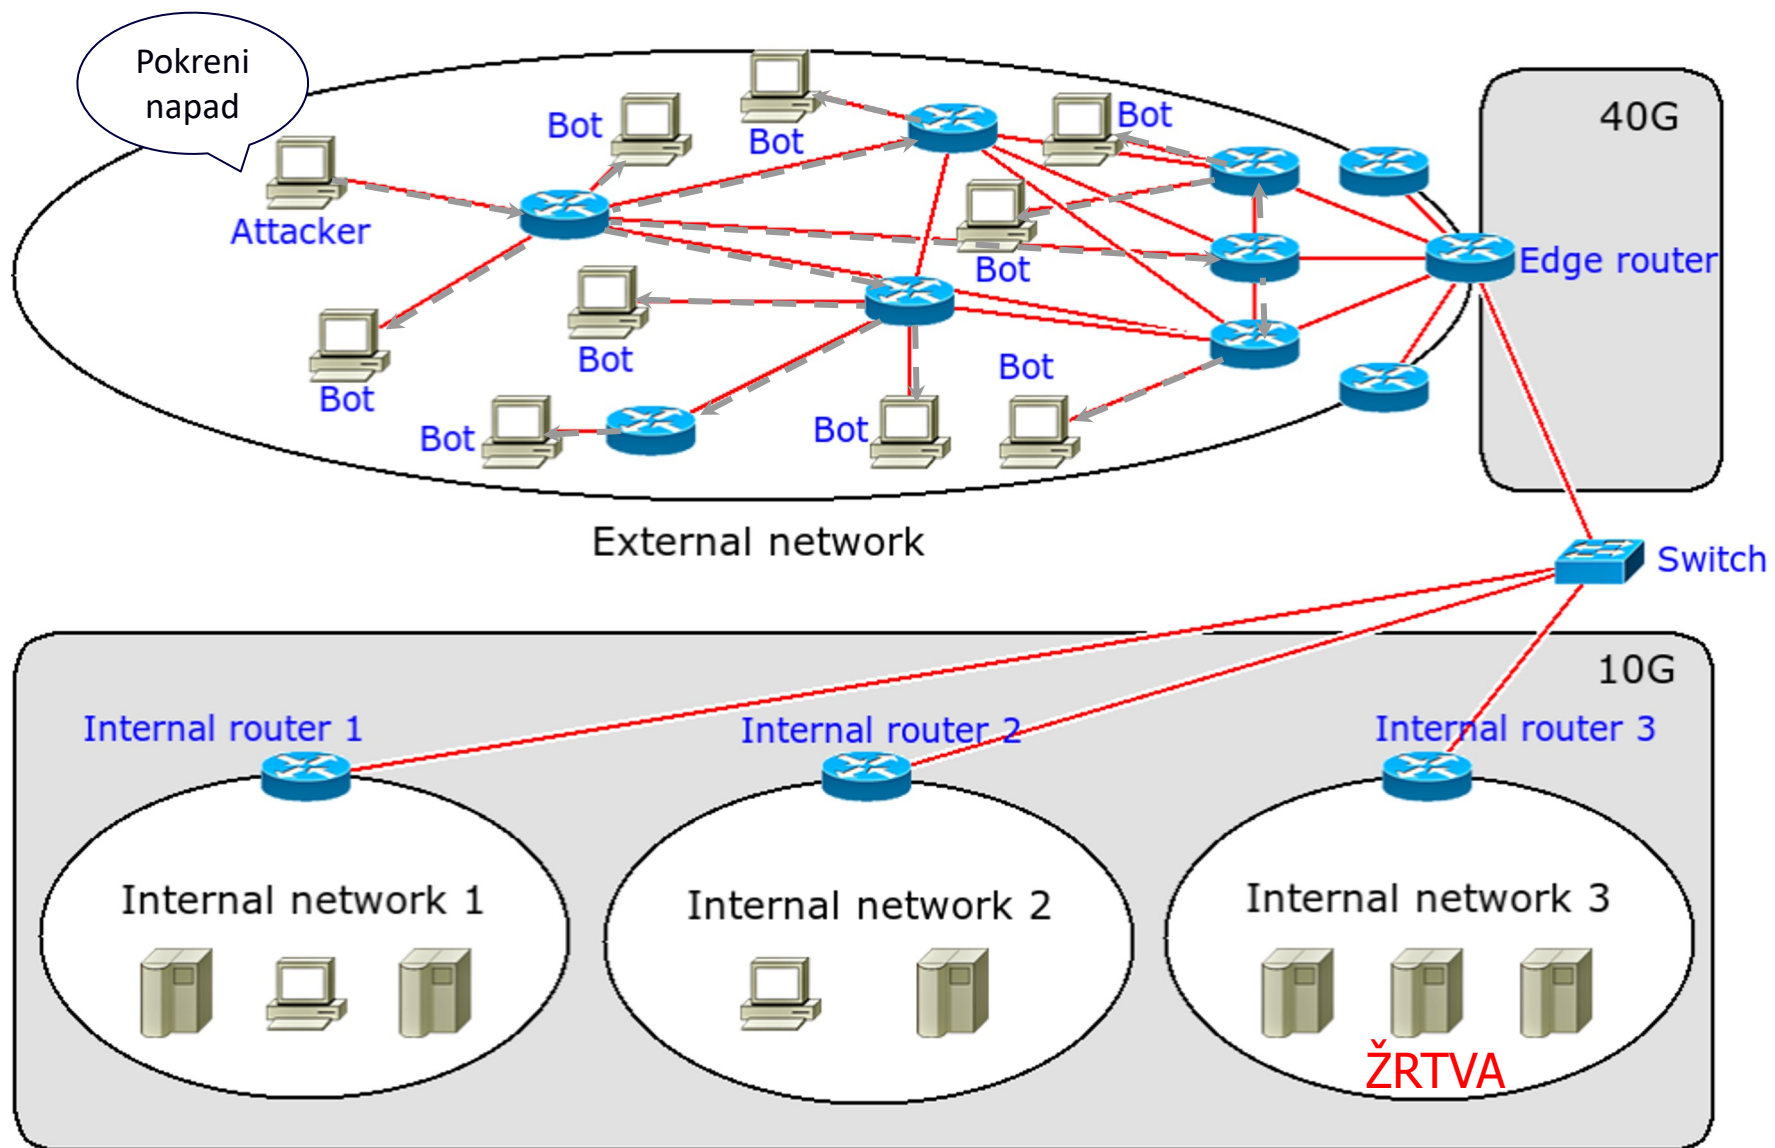 Pokreni
napad
40G
Bot
Bot
Bot
Attacker
Bot
Edge router
Bot
Bot
Bot
Bot
Bot
External network
Switch
10G
Internal router 1
Internal router 2
Internal router 3
Internal network 1
Internal network 2
Internal network 3
ŽRTVA